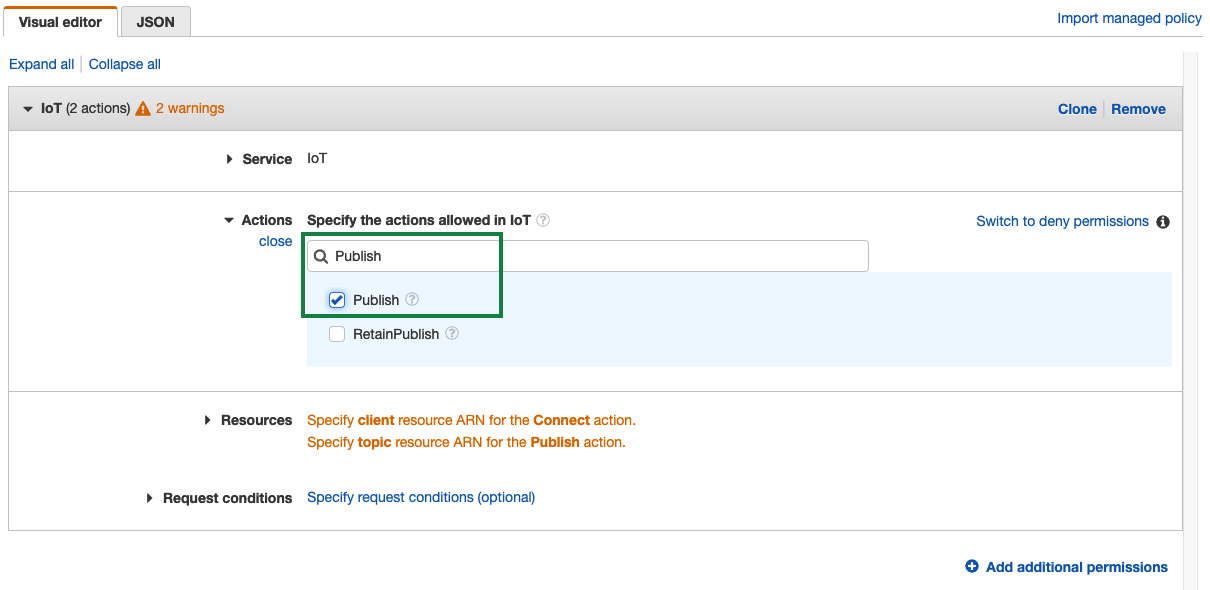 Visual editor
JSON
Import managed policy
Expand all
Collapse all
IoT (2 actions) 2 warnings
Clone
Remove
Service IoT
Actions Specify the actions allowed in IoT ?
Switch to deny permissions i
close
Publish
Publish ?
RetainPublish ?
Resources Specify client resource ARN for the Connect action.
Specify topic resource ARN for the Publish action.
Request conditions Specify request conditions (optional)
Add additional permissions